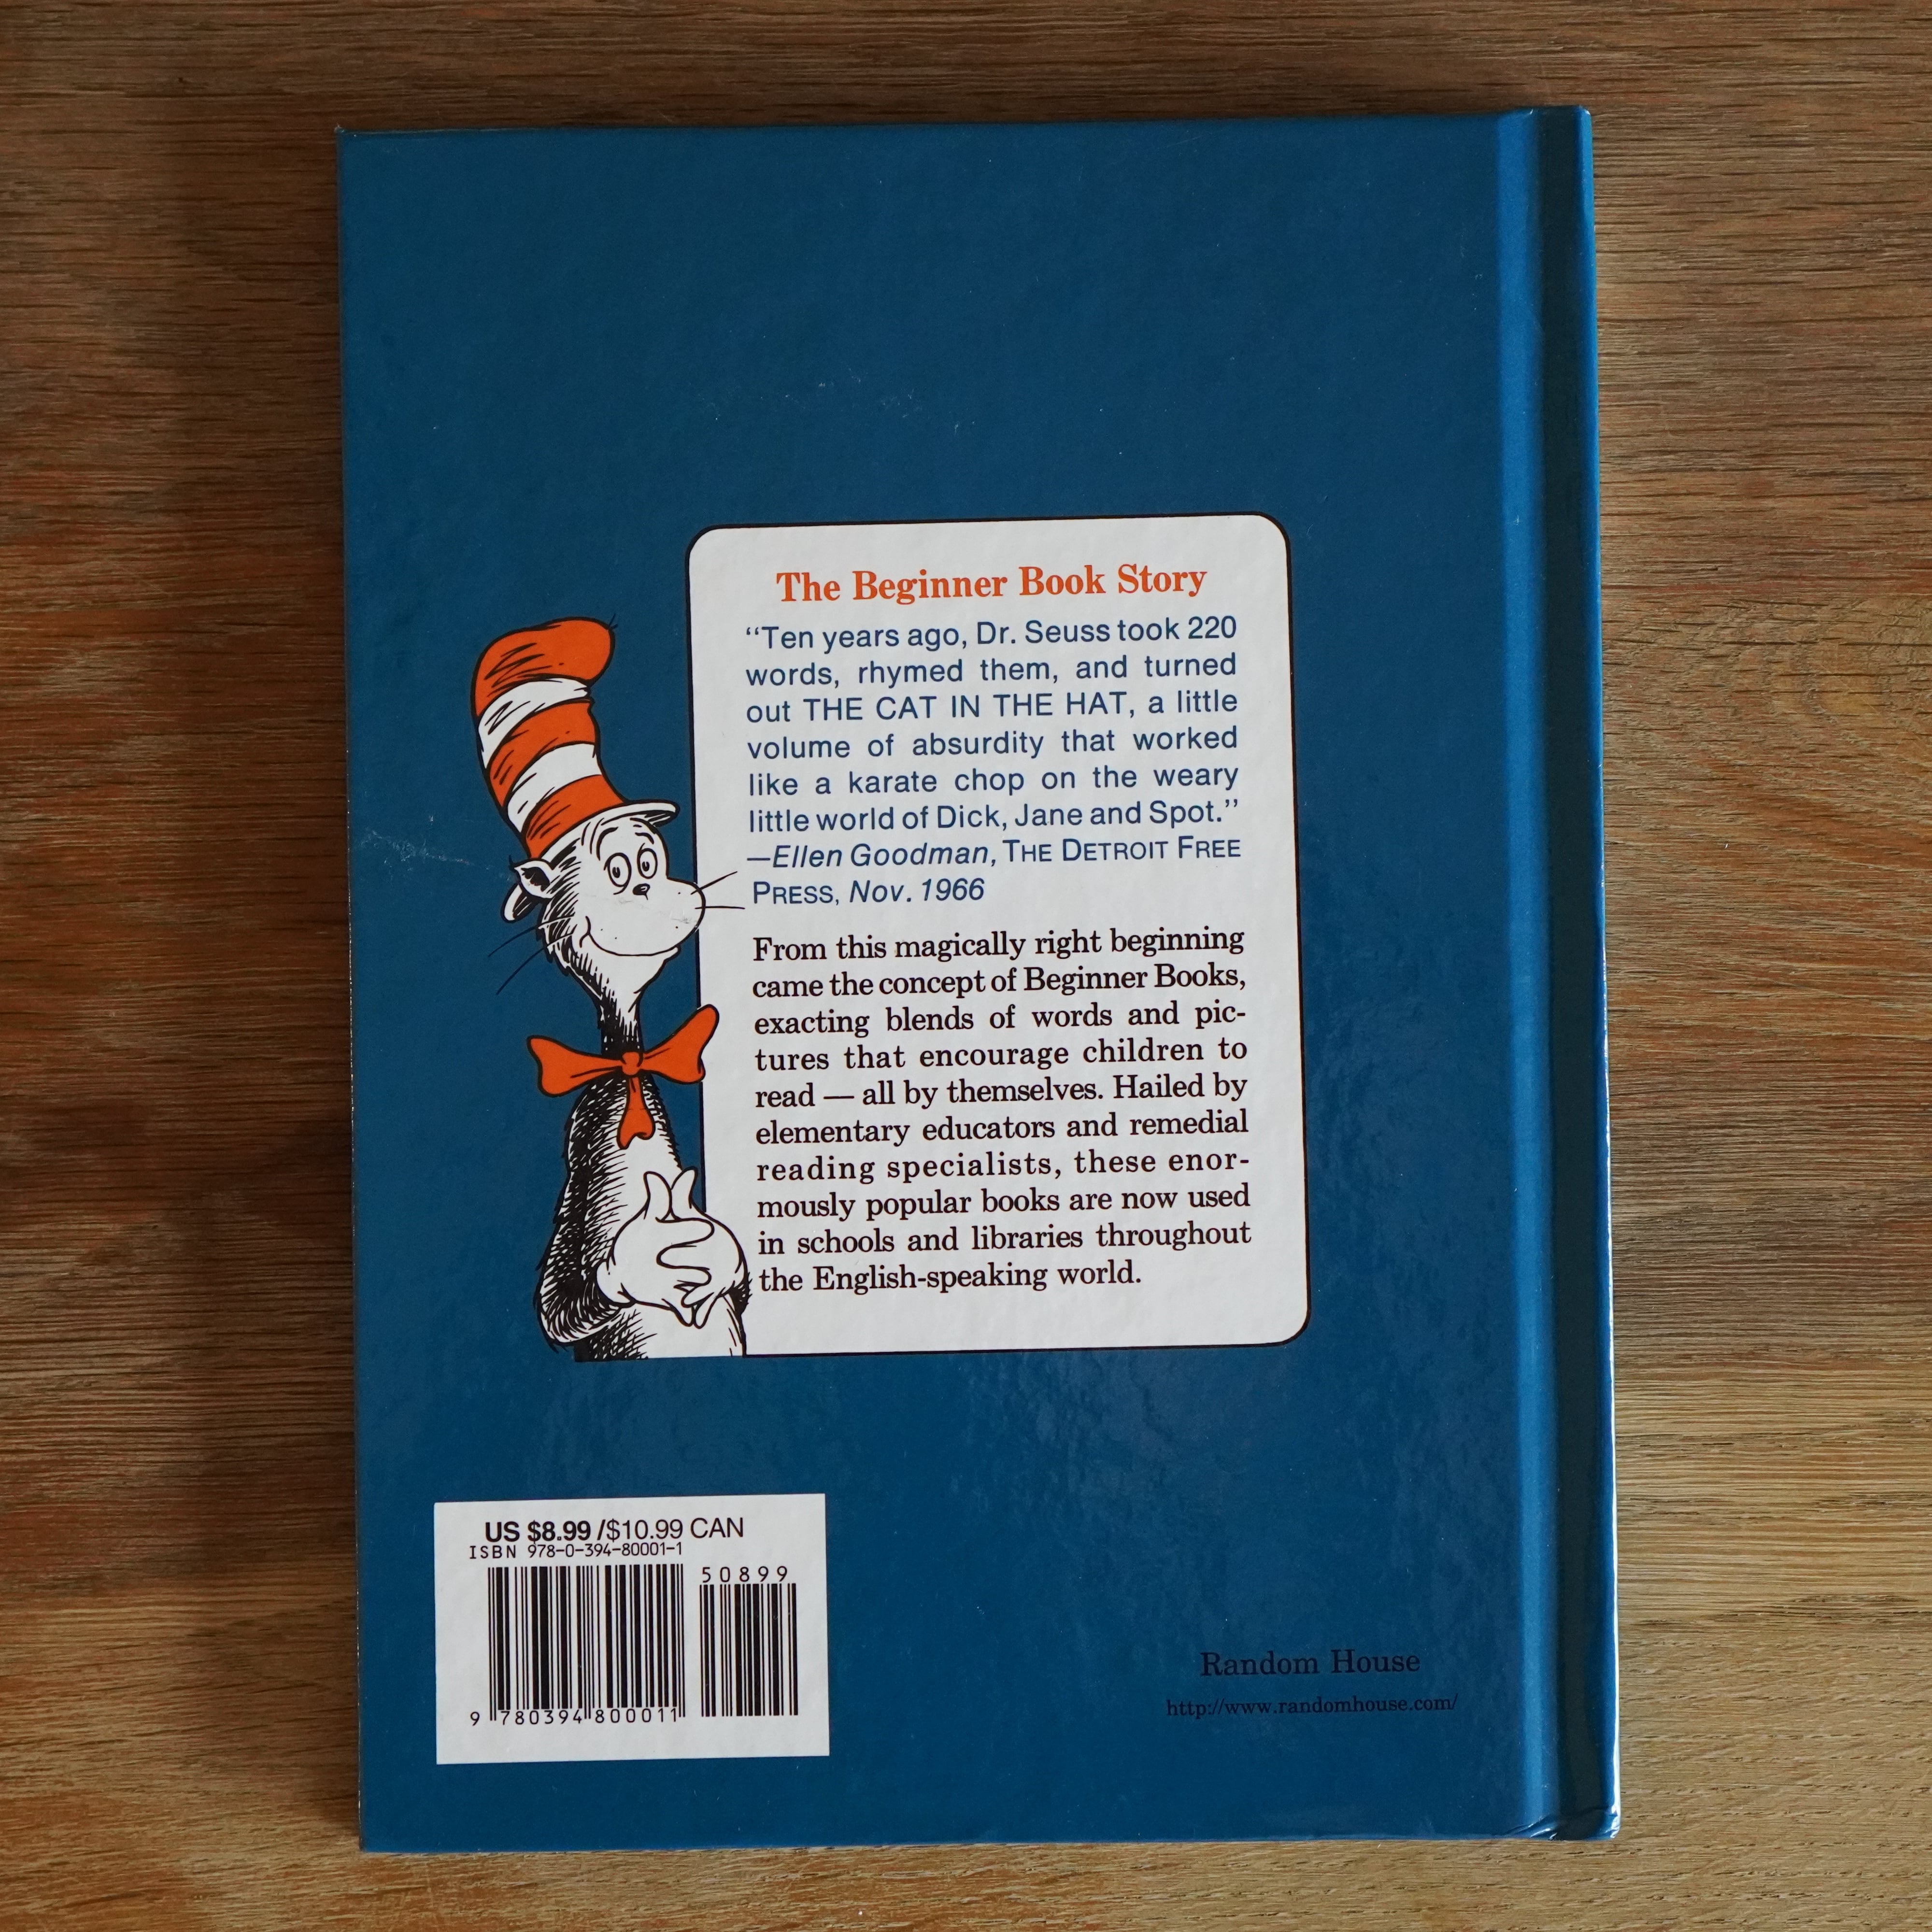 The Beginner Book Story
“Ten years ago, Dr. Seuss took 220
words, rhymed them, and turned
out THE CAT IN THE HAT, a little
volume of absurdity that worked
like a karate chop on the weary
little world of Dick, Jane and Spot.”
—Ellen Goodman, THE DETROIT FREE
PRESS, Nov. 1966
From this magically right beginning
came the concept of Beginner Books,
exacting blends of words and pic-
tures that encourage children to
read — all by themselves. Hailed by
elementary educators and remedial
reading specialists, these enor-
mously popular books are now used
in schools and libraries throughout
the English-speaking world.
US $8.99 /$10.99 CAN
ISBN 978-0-394-80001-1
50899
9 780394 800011
Random House
http://www.randomhouse.com/